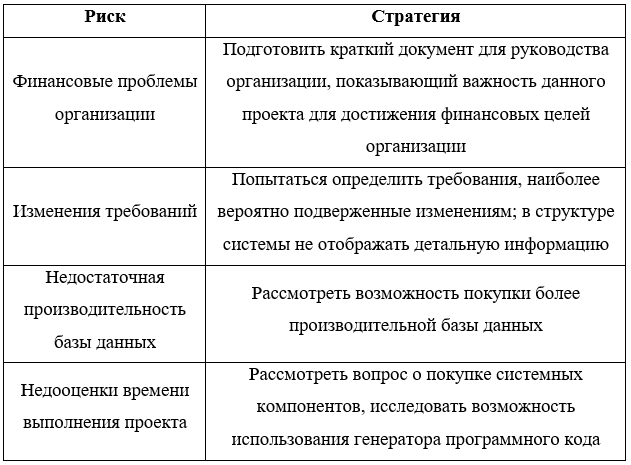 Риск
Стратегия
Финансовые проблемы
организации
Подготовить краткий документ для руководства
организации, показывающий важность данного
проекта для достижения финансовых целей
организации
Изменения требований
Попытаться определить требования, наиболее
вероятно подверженные изменениям; в структуре
системы не отображать детальную информацию
Недостаточная
производительность
базы данных
Рассмотреть возможность покупки более
производительной базы данных
Недооценки времени
выполнения проекта
Рассмотреть вопрос о покупке системных
компонентов, исследовать возможность
использования генератора программного кода